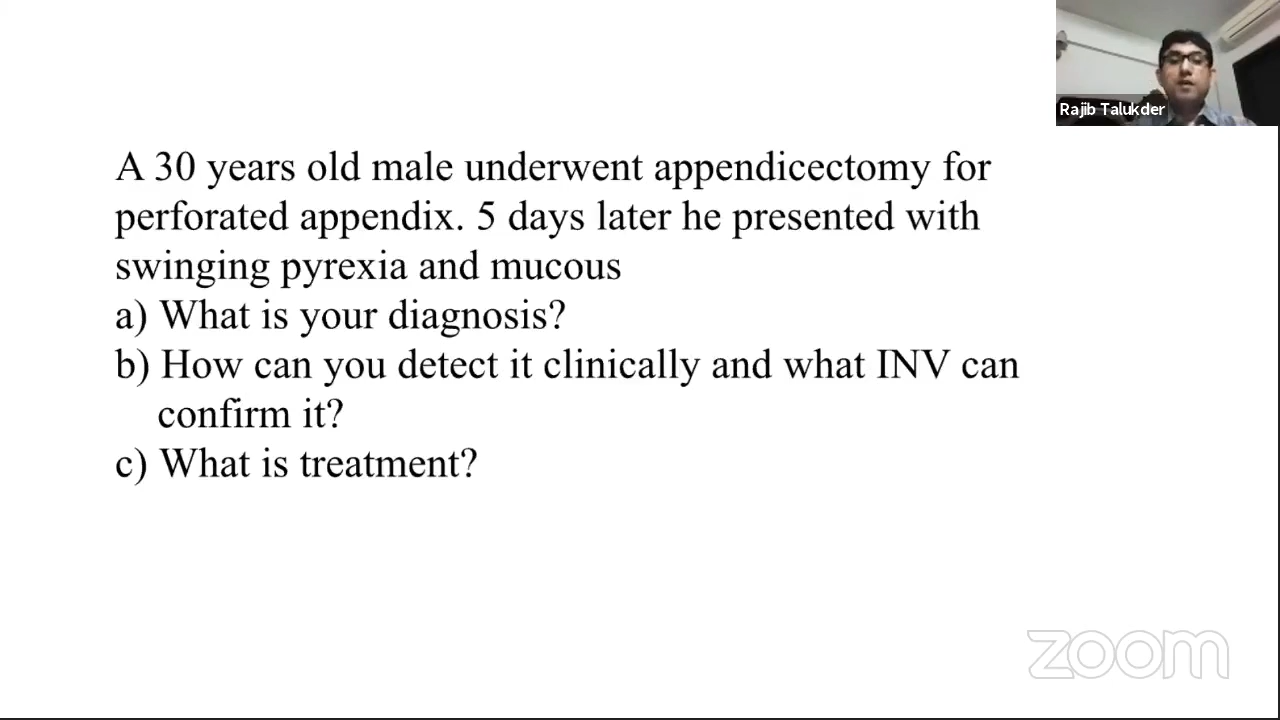 Rajib Talukder
A 30 years old male underwent appendicectomy for
perforated appendix. 5 days later he presented with
swinging pyrexia and mucous
a) What is your diagnosis?
b) How can you detect it clinically and what INV can
confirm it?
c) What is treatment?
zoom